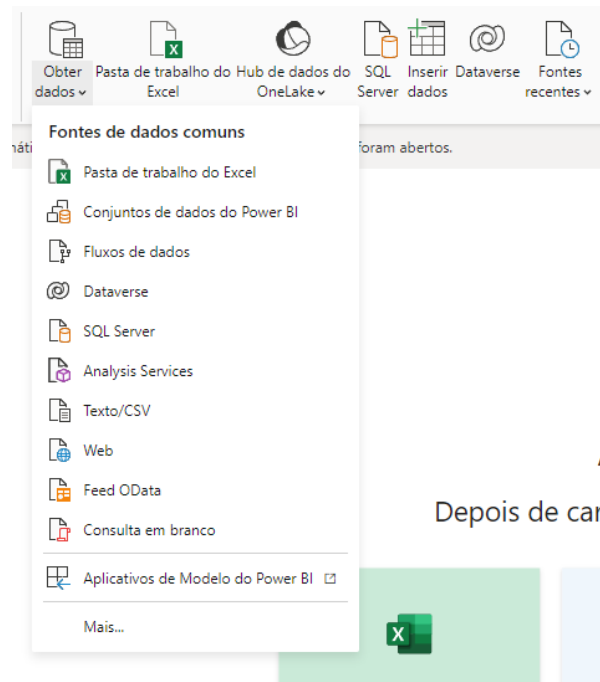 Obter dados
Pasta de trabalho do Excel
Hub de dados do OneLake
SQL Server
Inserir dados
Dataverse
Fontes recentes
Fontes de dados comuns
foram abertos.
Pasta de trabalho do Excel
Conjuntos de dados do Power BI
Fluxos de dados
Dataverse
SQL Server
Analysis Services
Texto/CSV
Web
Feed OData
Consulta em branco
Depois de car
Aplicativos de Modelo do Power BI
Mais...